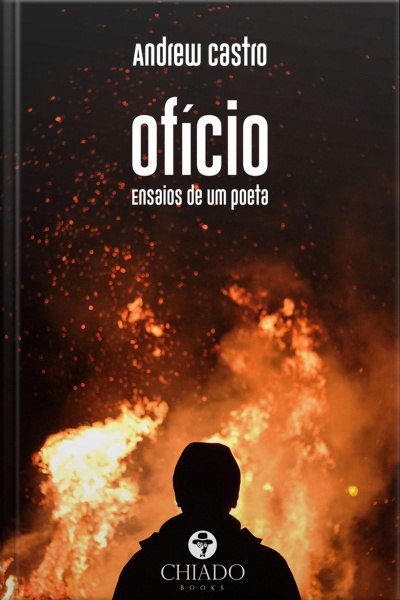 Andrew Castro
ofício
Ensaios de um poeta
CHIADO
BOOKS